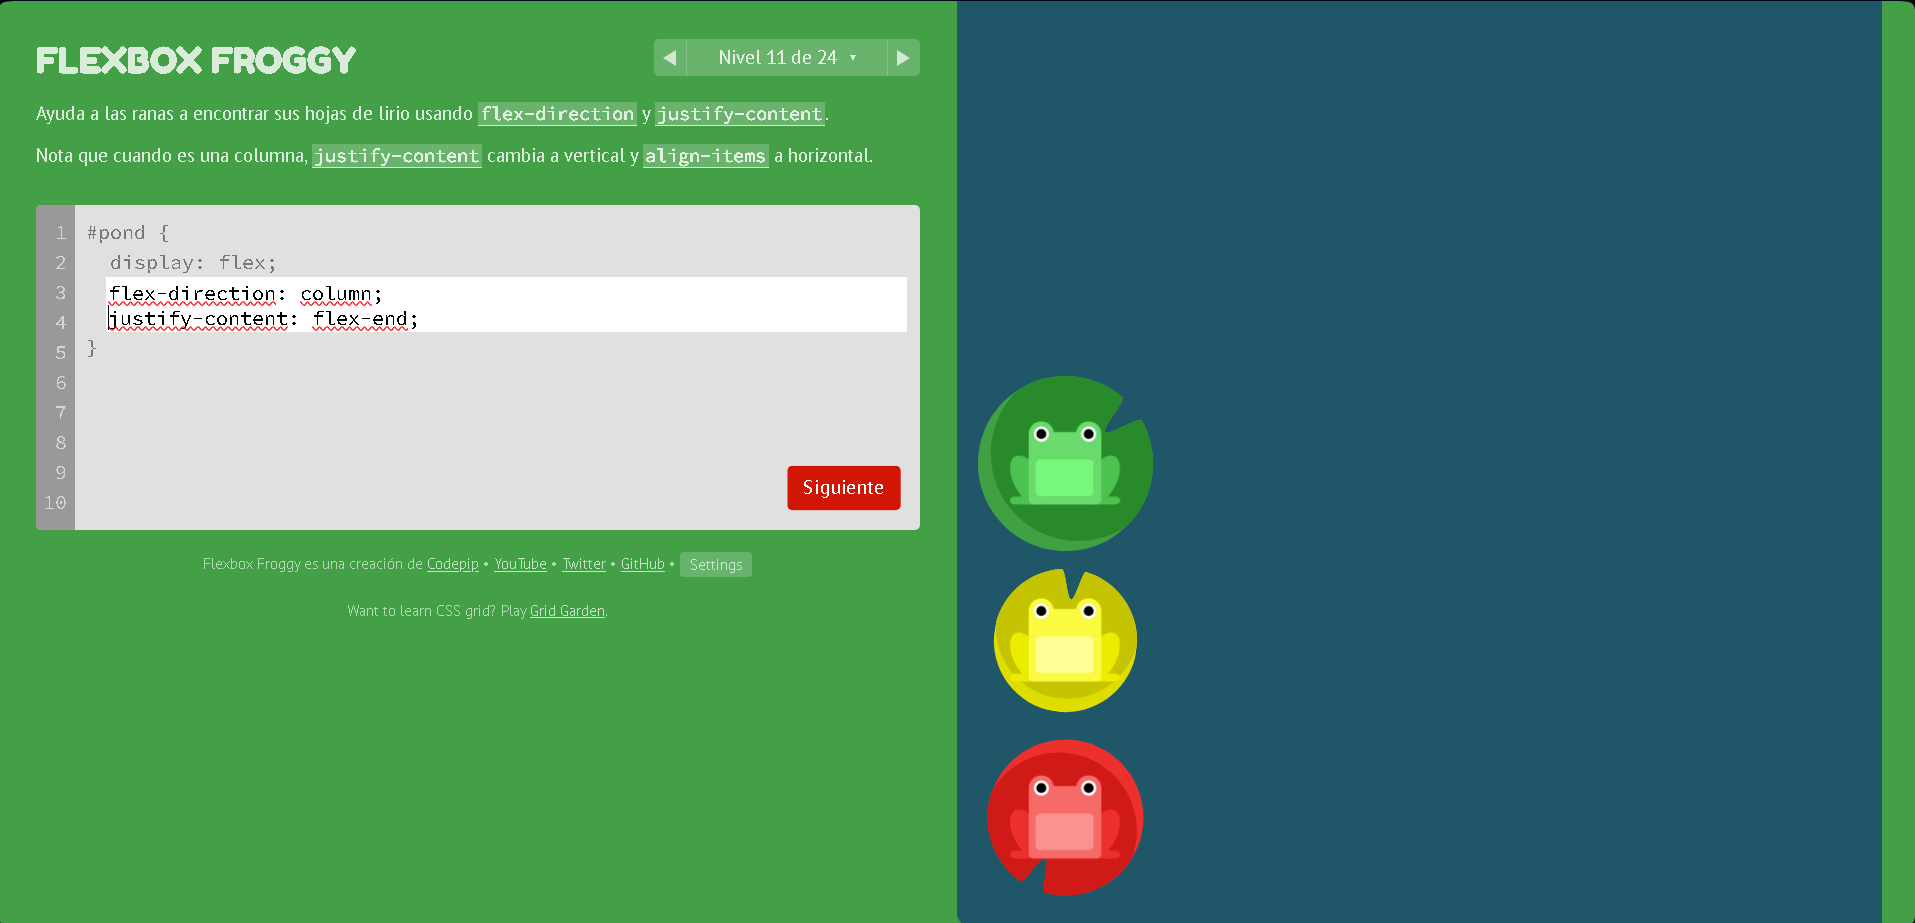 FLEXBOX FROGGY
◀ Nivel 11 de 24 ▼ ▶
Ayuda a las ranas a encontrar sus hojas de lirio usando flex-direction y justify-content.
Nota que cuando es una columna, justify-content cambia a vertical y align-items a horizontal.
1 #pond {
2 display: flex;
3 flex-direction: column;
4 justify-content: flex-end;
5 }
6
7
8
9
10
Siguiente
Flexbox Froggy es una creación de Codepip • YouTube • Twitter • GitHub • Settings
Want to learn CSS grid? Play Grid Garden.